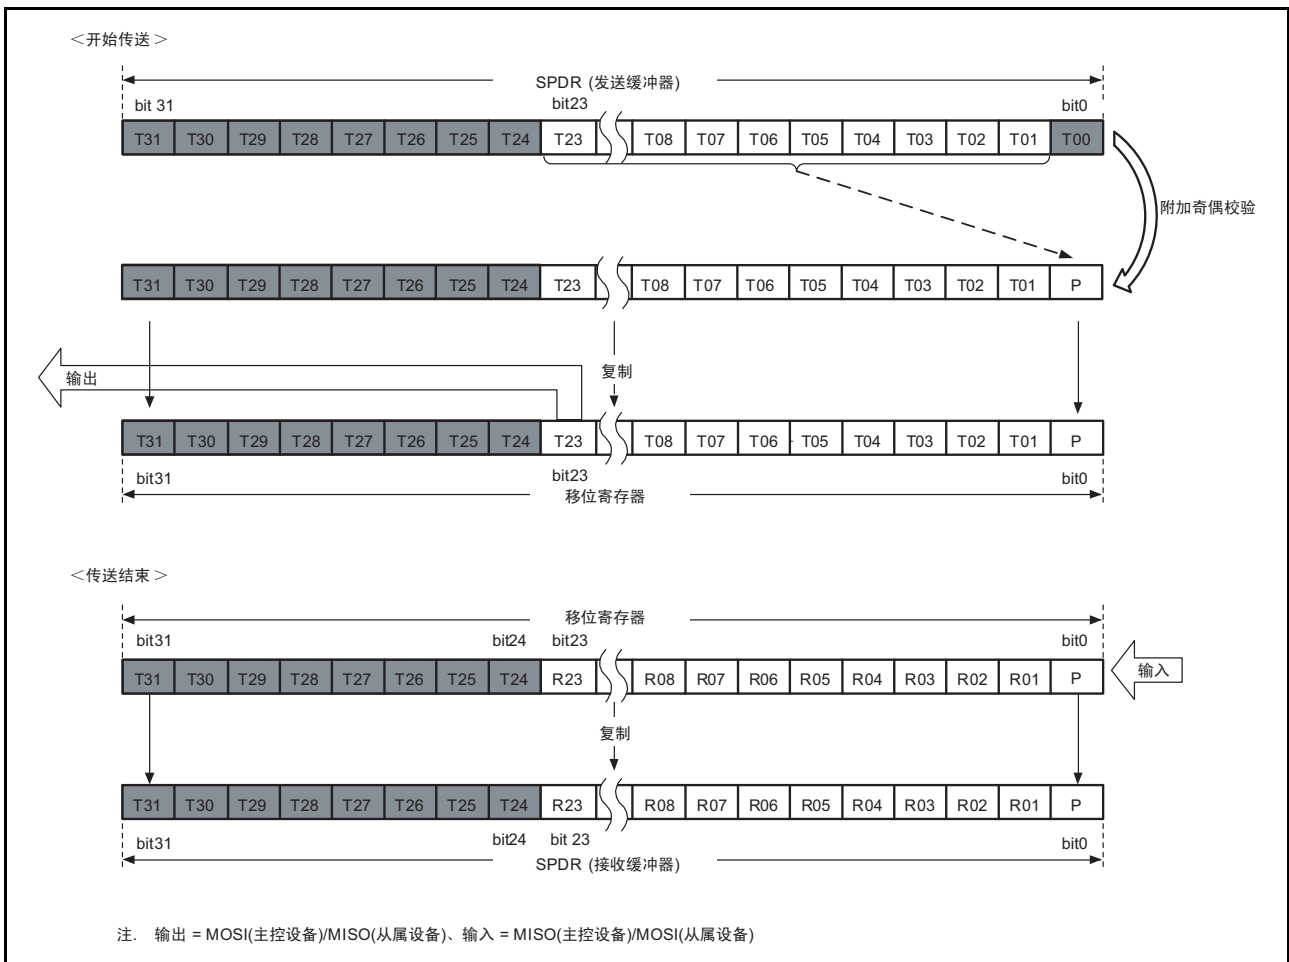 ＜开始传送＞
SPDR (发送缓冲器)
bit 31 bit23 bit0
T31 T30 T29 T28 T27 T26 T25 T24 T23 T08 T07 T06 T05 T04 T03 T02 T01 T00
附加奇偶校验
T31 T30 T29 T28 T27 T26 T25 T24 T23 T08 T07 T06 T05 T04 T03 T02 T01 P
输出 复制
T31 T30 T29 T28 T27 T26 T25 T24 T23 T08 T07 T06 T05 T04 T03 T02 T01 P
bit31 bit23 bit0
移位寄存器
＜传送结束＞
移位寄存器
bit31 bit24 bit23 bit0
T31 T30 T29 T28 T27 T26 T25 T24 R23 R08 R07 R06 R05 R04 R03 R02 R01 P
输入
复制
T31 T30 T29 T28 T27 T26 T25 T24 R23 R08 R07 R06 R05 R04 R03 R02 R01 P
bit31 bit24 bit 23 bit0
SPDR (接收缓冲器)
注. 输出 = MOSI(主控设备)/MISO(从属设备)、输入 = MISO(主控设备)/MOSI(从属设备)